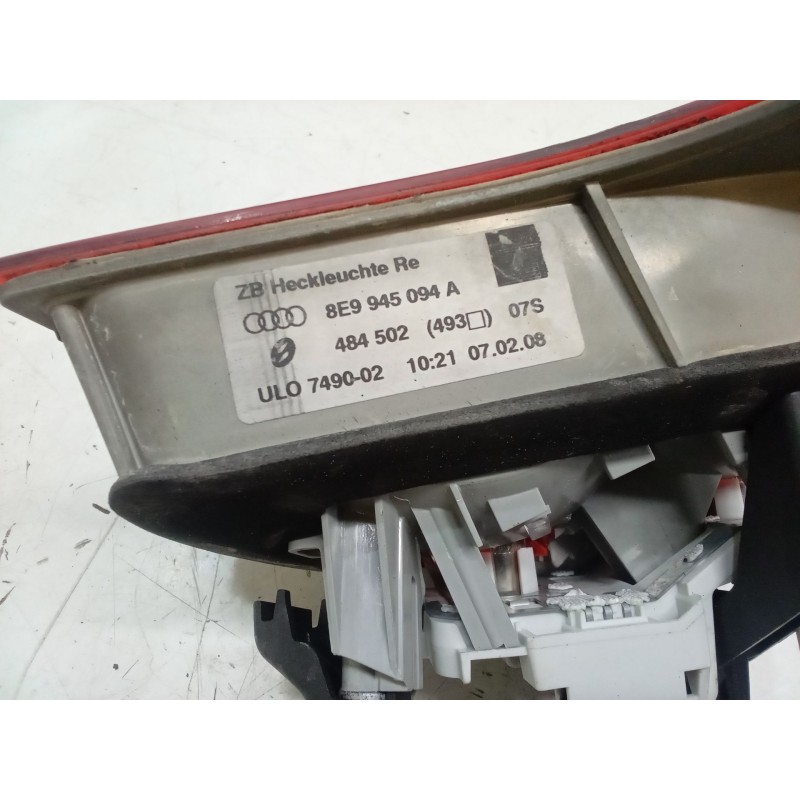 ZB Heckleuchte Re
8E9 945 094 A
484 502 (493□) 07S
ULO 7490-02 10:21 07.02.08